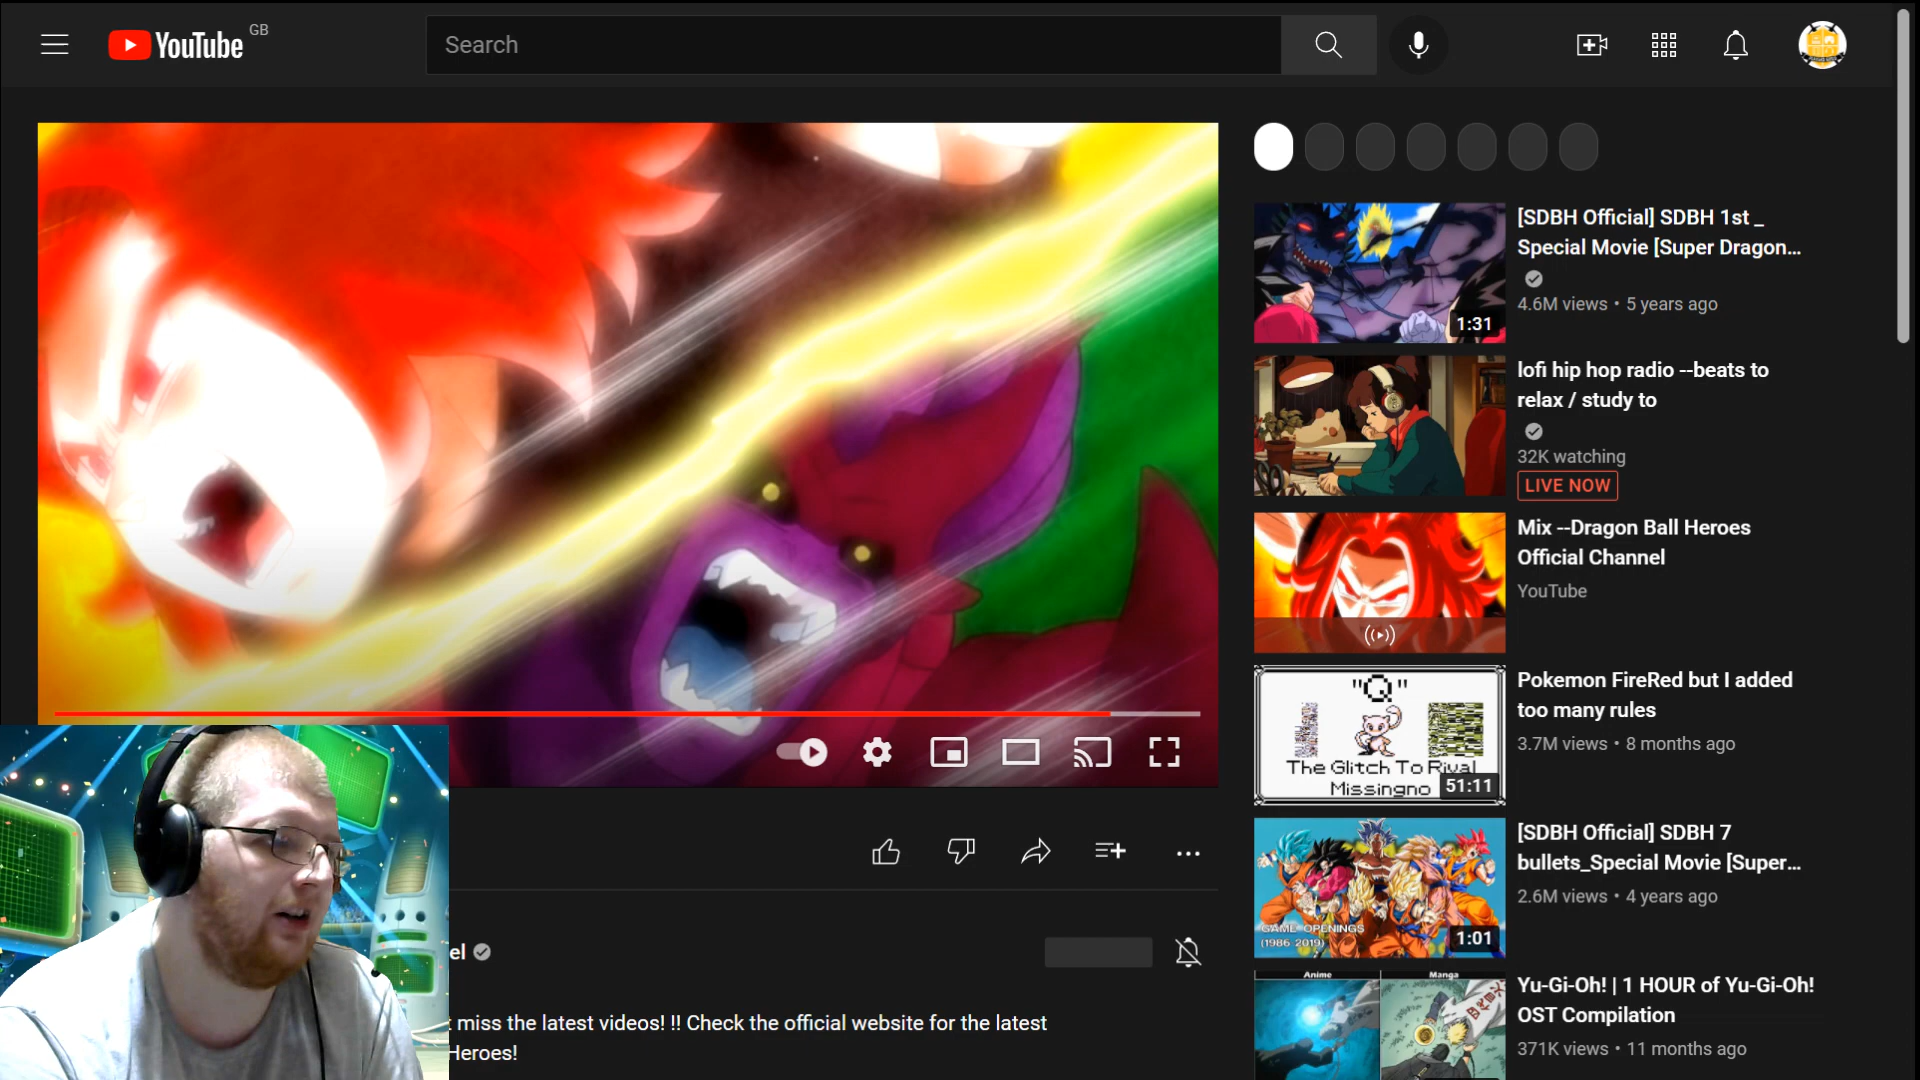 YouTube GB
Search
[SDBH Official] SDBH 1st _
Special Movie [Super Dragon...
4.6M views • 5 years ago
1:31
lofi hip hop radio --beats to
relax / study to
32K watching
LIVE NOW
Mix --Dragon Ball Heroes
Official Channel
YouTube
"Q"
The Glitch To Rival
Missingno
51:11
Pokemon FireRed but I added
too many rules
3.7M views • 8 months ago
GAME OPENINGS
(1986 2019)
1:01
[SDBH Official] SDBH 7
bullets_Special Movie [Super...
2.6M views • 4 years ago
el
miss the latest videos! !! Check the official website for the latest
Heroes!
Anime
Manga
Yu-Gi-Oh! | 1 HOUR of Yu-Gi-Oh!
OST Compilation
371K views • 11 months ago